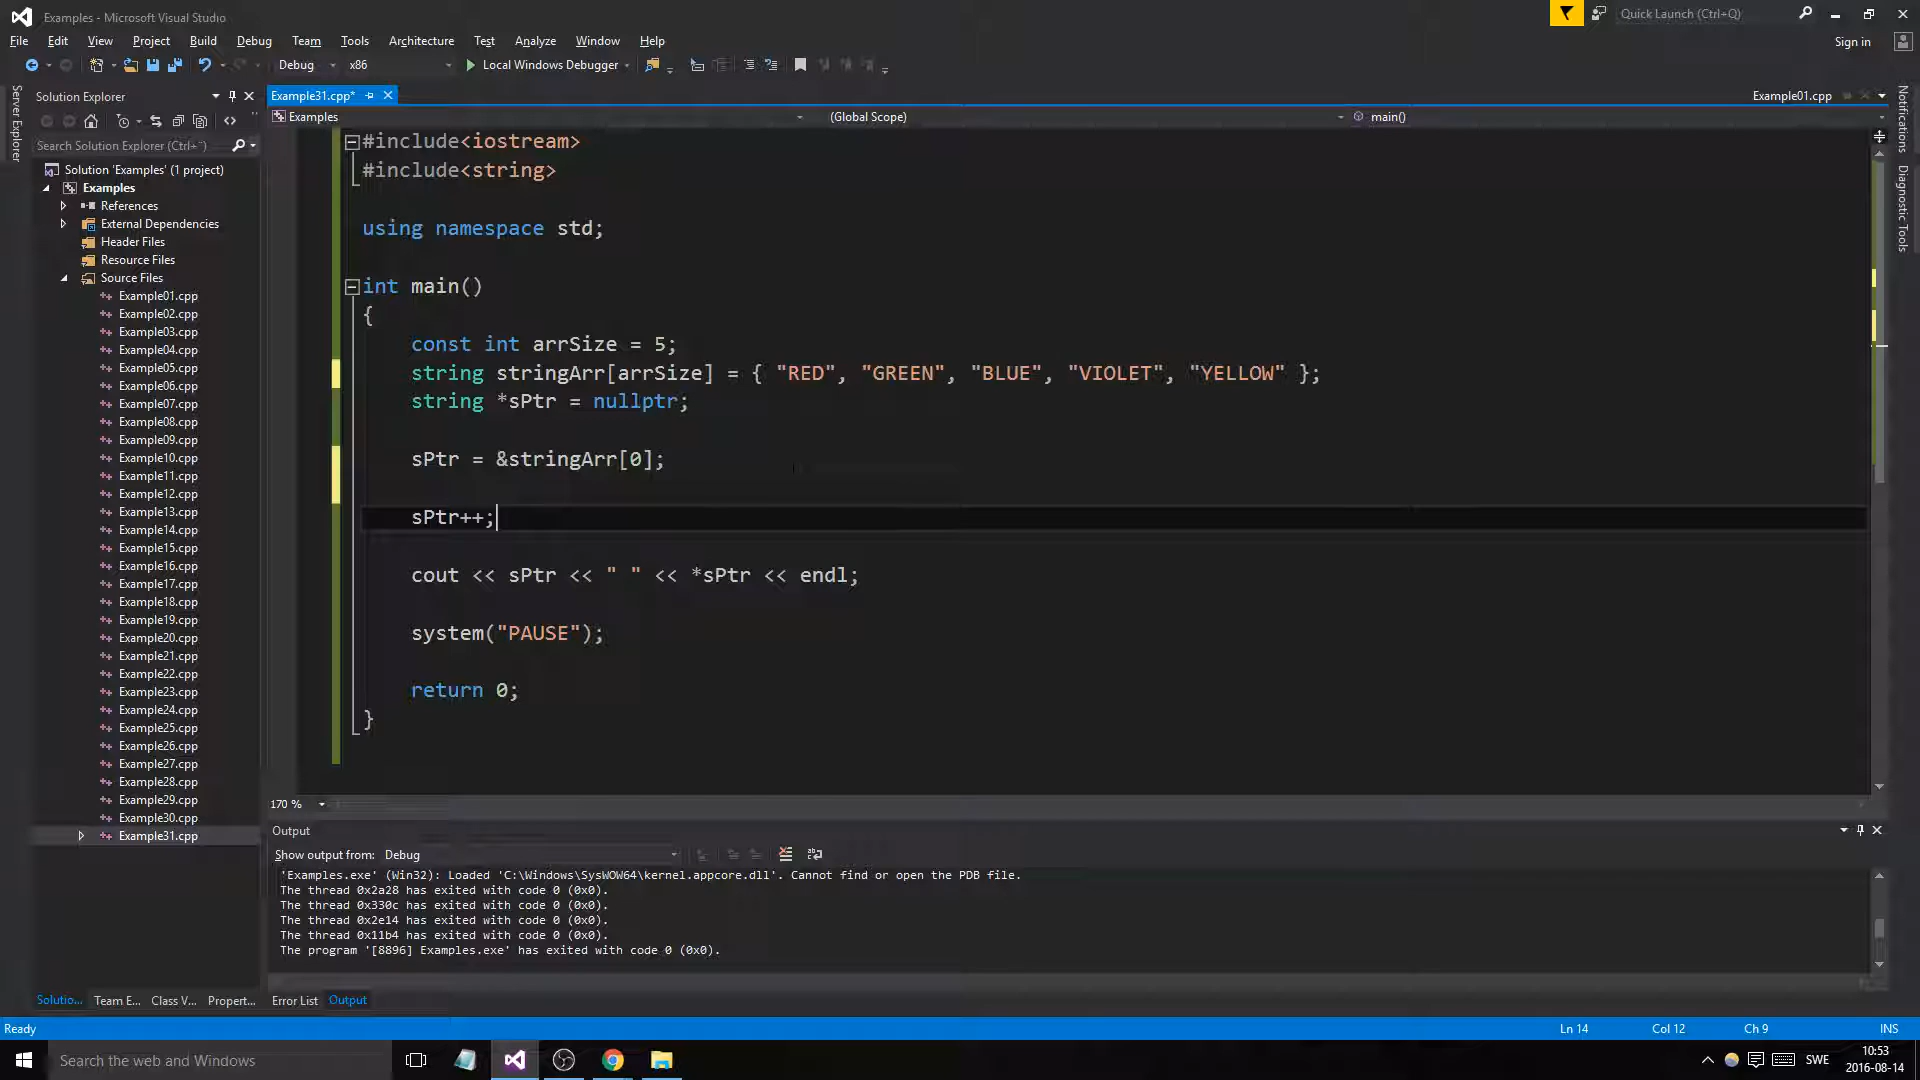 Examples - Microsoft Visual Studio
Quick Launch (Ctrl+Q)
File Edit View Project Build Debug Team Tools Architecture Test Analyze Window Help
Sign in
Debug x86 Local Windows Debugger
Server Explorer
Solution Explorer
Search Solution Explorer (Ctrl+¨)
Solution 'Examples' (1 project)
Examples
References
External Dependencies
Header Files
Resource Files
Source Files
Example01.cpp
Example02.cpp
Example03.cpp
Example04.cpp
Example05.cpp
Example06.cpp
Example07.cpp
Example08.cpp
Example09.cpp
Example10.cpp
Example11.cpp
Example12.cpp
Example13.cpp
Example14.cpp
Example15.cpp
Example16.cpp
Example17.cpp
Example18.cpp
Example19.cpp
Example20.cpp
Example21.cpp
Example22.cpp
Example23.cpp
Example24.cpp
Example25.cpp
Example26.cpp
Example27.cpp
Example28.cpp
Example29.cpp
Example30.cpp
Example31.cpp
Solutio... Team E... Class V... Propert...
Example31.cpp*
Example01.cpp
Examples (Global Scope) main()
#include<iostream>
#include<string>
using namespace std;
int main()
{
const int arrSize = 5;
string stringArr[arrSize] = { "RED", "GREEN", "BLUE", "VIOLET", "YELLOW" };
string *sPtr = nullptr;
sPtr = &stringArr[0];
sPtr++;
cout << sPtr << " " << *sPtr << endl;
system("PAUSE");
return 0;
}
170 %
Output
Show output from: Debug
'Examples.exe' (Win32): Loaded 'C:\Windows\SysWOW64\kernel.appcore.dll'. Cannot find or open the PDB file.
The thread 0x2a28 has exited with code 0 (0x0).
The thread 0x330c has exited with code 0 (0x0).
The thread 0x2e14 has exited with code 0 (0x0).
The thread 0x11b4 has exited with code 0 (0x0).
The program '[8896] Examples.exe' has exited with code 0 (0x0).
Error List Output
Notifications
Diagnostic Tools
Ready
Ln 14 Col 12 Ch 9 INS
Search the web and Windows
SWE
10:53
2016-08-14